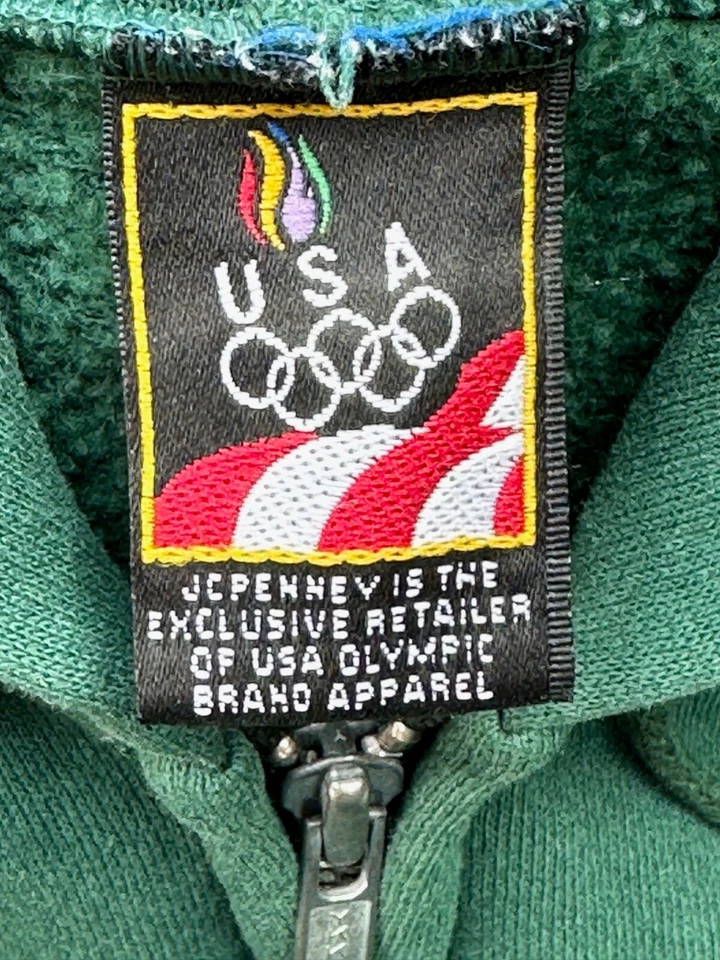 USA
JCPENNEY IS THE
EXCLUSIVE RETAILER
OF USA OLYMPIC
BRAND APPAREL